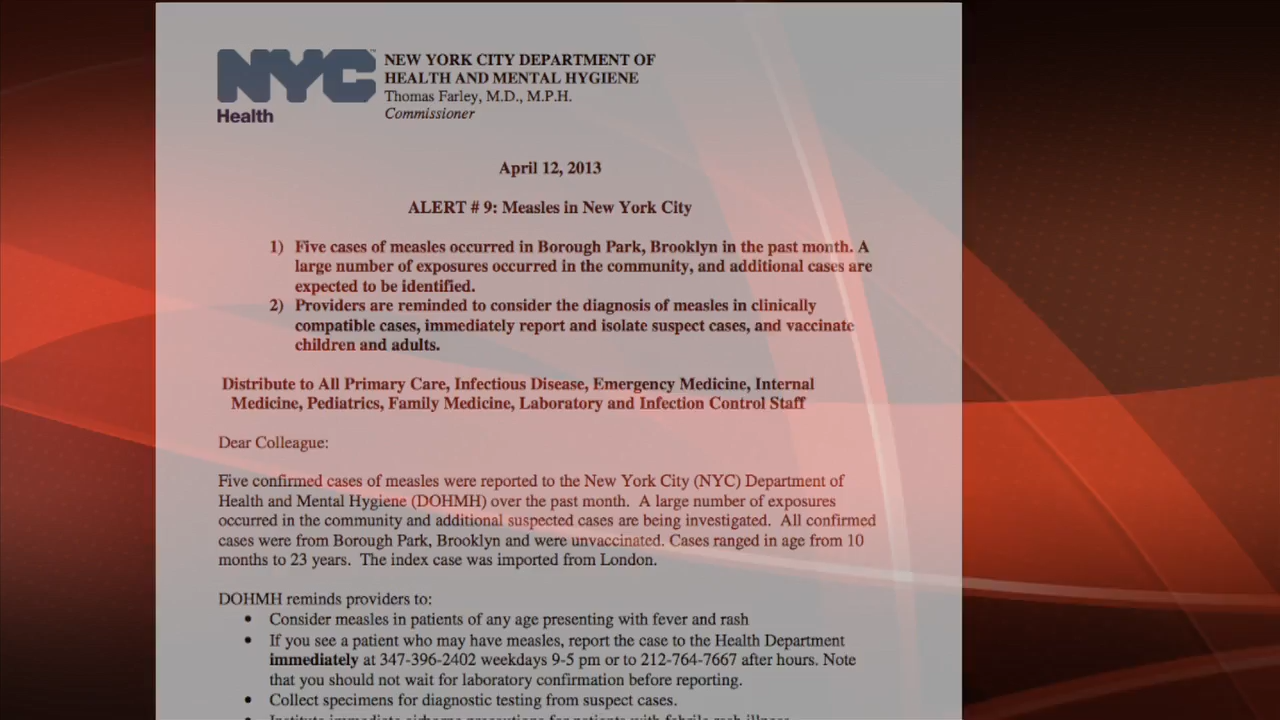 NYC
Health
NEW YORK CITY DEPARTMENT OF
HEALTH AND MENTAL HYGIENE
Thomas Farley, M.D., M.P.H.
Commissioner
April 12, 2013
ALERT # 9: Measles in New York City
1) Five cases of measles occurred in Borough Park, Brooklyn in the past month. A
large number of exposures occurred in the community, and additional cases are
expected to be identified.
2) Providers are reminded to consider the diagnosis of measles in clinically
compatible cases, immediately report and isolate suspect cases, and vaccinate
children and adults.
Distribute to All Primary Care, Infectious Disease, Emergency Medicine, Internal
Medicine, Pediatrics, Family Medicine, Laboratory and Infection Control Staff
Dear Colleague:
Five confirmed cases of measles were reported to the New York City (NYC) Department of
Health and Mental Hygiene (DOHMH) over the past month. A large number of exposures
occurred in the community and additional suspected cases are being investigated. All confirmed
cases were from Borough Park, Brooklyn and were unvaccinated. Cases ranged in age from 10
months to 23 years. The index case was imported from London.
DOHMH reminds providers to:
• Consider measles in patients of any age presenting with fever and rash
• If you see a patient who may have measles, report the case to the Health Department
immediately at 347-396-2402 weekdays 9-5 pm or to 212-764-7667 after hours. Note
that you should not wait for laboratory confirmation before reporting.
• Collect specimens for diagnostic testing from suspect cases.